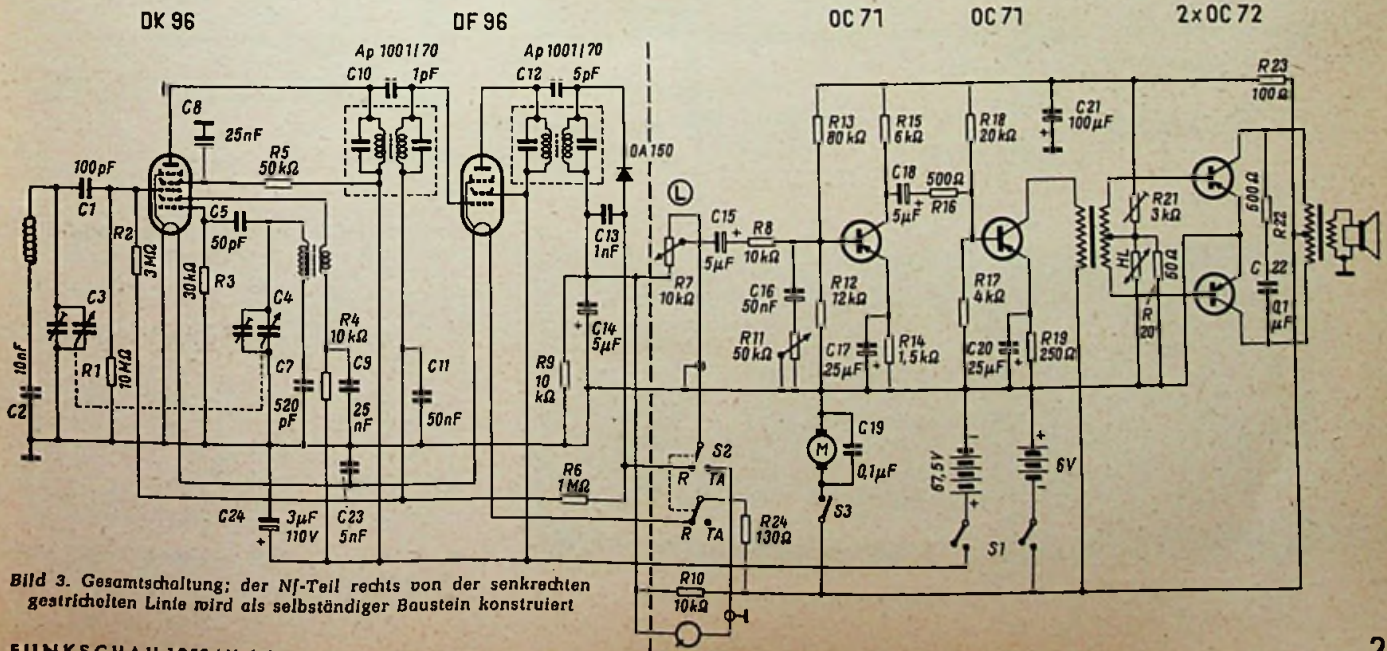 DK 96
DF 96
OC 71
OC 71
2x OC 72
Ap 1001/70
C10
1pF
Ap 1001/70
C12
5pF
C8
25nF
R5
50kΩ
100pF
C1
R2
3MΩ
C5
50pF
R3
30kΩ
C3
C4
R4
10kΩ
R1
10MΩ
10nF
C2
C7
520
pF
C9
25
nF
C11
50nF
0A150
C13
1nF
C14
5µF
R9
10
kΩ
R6
1MΩ
C24
3µF
110V
+
C23
5nF
L
R7
10kΩ
C15
+
5µF
R8
10kΩ
C16
50nF
R11
50kΩ
R13
80kΩ
R15
6kΩ
R18
20kΩ
C18
5µF
+
500Ω
R16
R12
12kΩ
C17
25µF
+
R14
1,5kΩ
R17
4kΩ
C20
25µF
+
R19
250Ω
C21
100µF
+
R23
100Ω
R21
3kΩ
HL
R
20
60Ω
500Ω
R22
C
22
0,1
µF
M
C19
0,1µF
S3
S2
R
TA
R
TA
R24
130Ω
R10
10kΩ
67,5V
-
+
6V
+
-
S1
Bild 3. Gesamtschaltung; der Nf-Teil rechts von der senkrechten
gestrichelten Linie wird als selbständiger Baustein konstruiert
FUNKSCHAU
2